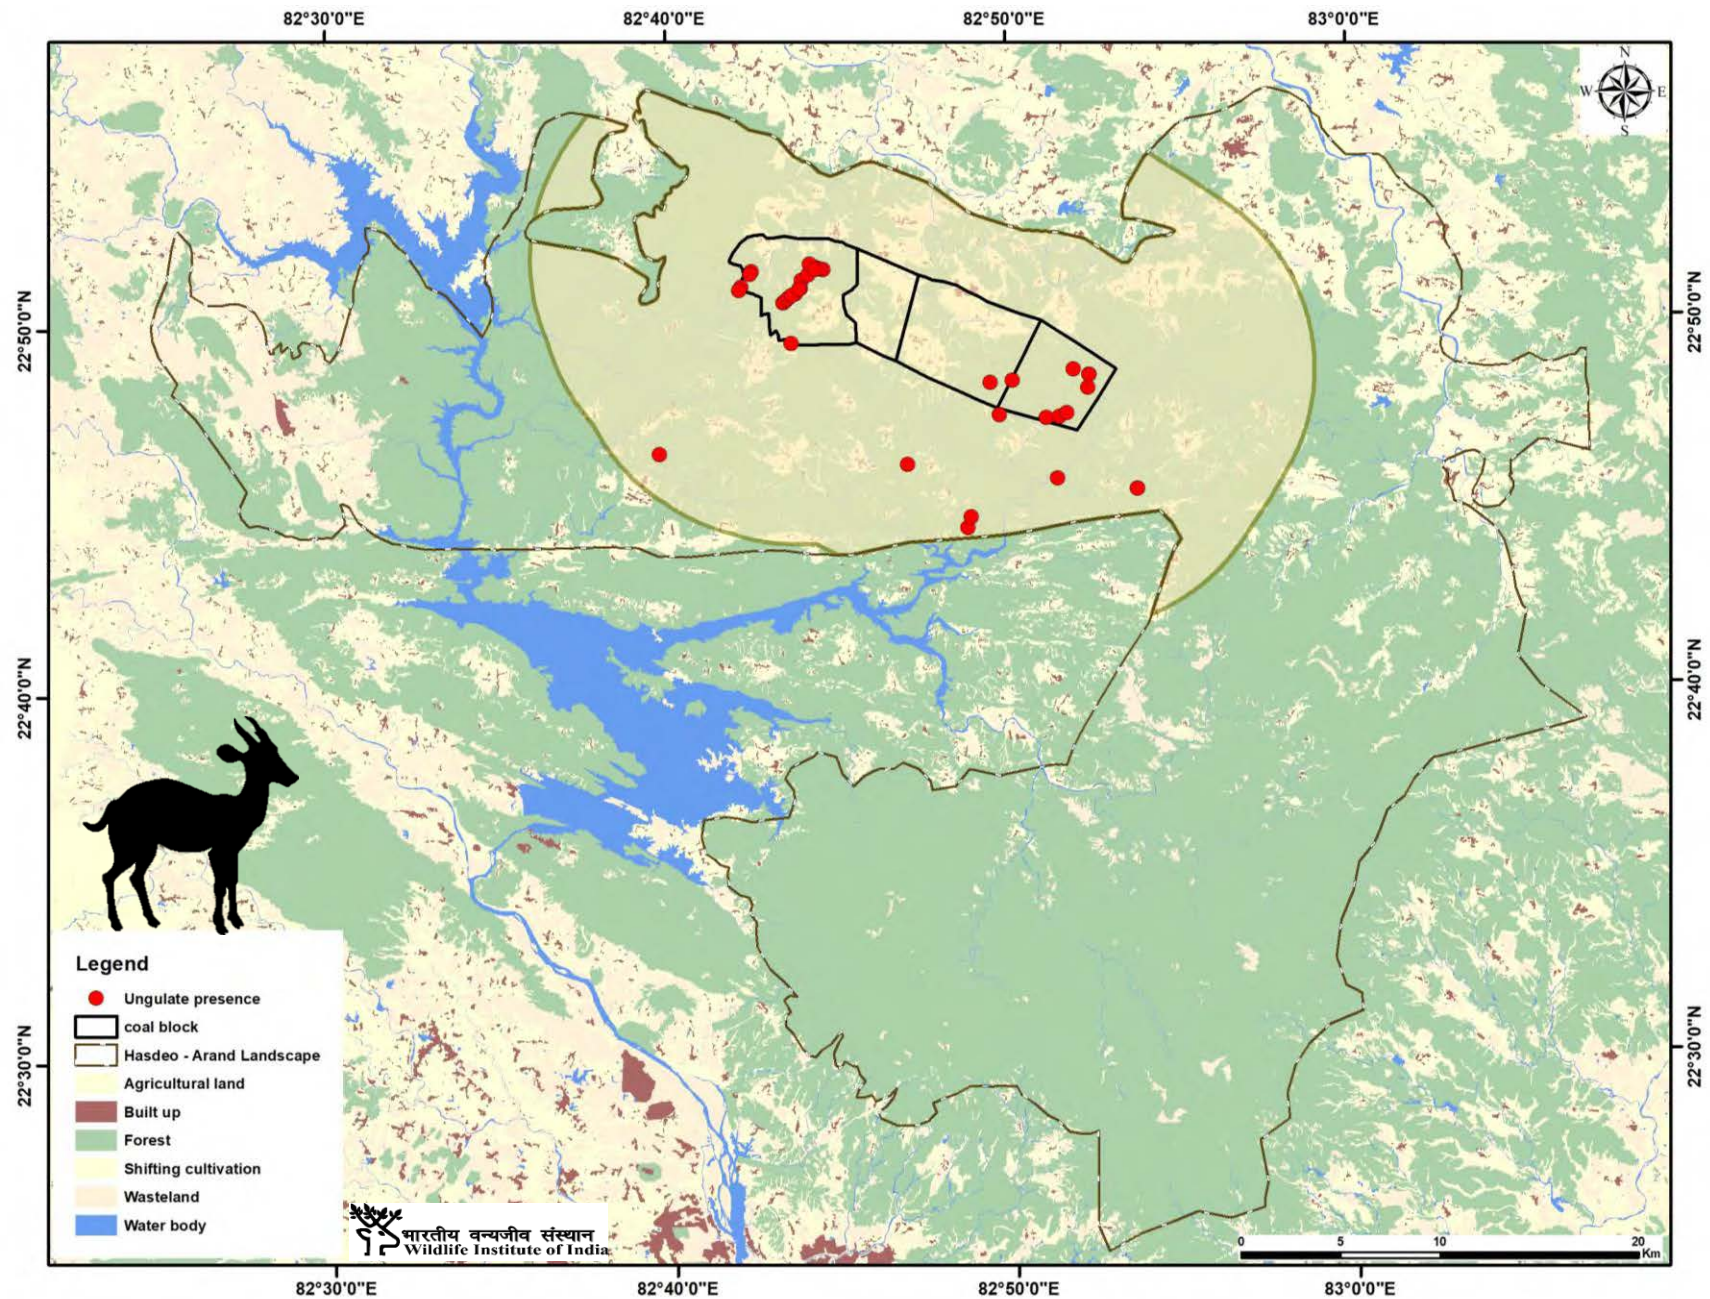 82°30'0"E 82°40'0"E 82°50'0"E 83°0'0"E
N
W E
S
22°50'0"N 22°50'0"N
22°40'0"N 22°40'0"N
22°30'0"N 22°30'0"N
Legend
Ungulate presence
coal block
Hasdeo - Arand Landscape
Agricultural land
Built up
Forest
Shifting cultivation
Wasteland
Water body
भारतीय वन्यजीव संस्थान
Wildlife Institute of India
0 5 10 20
Km
82°30'0"E 82°40'0"E 82°50'0"E 83°0'0"E